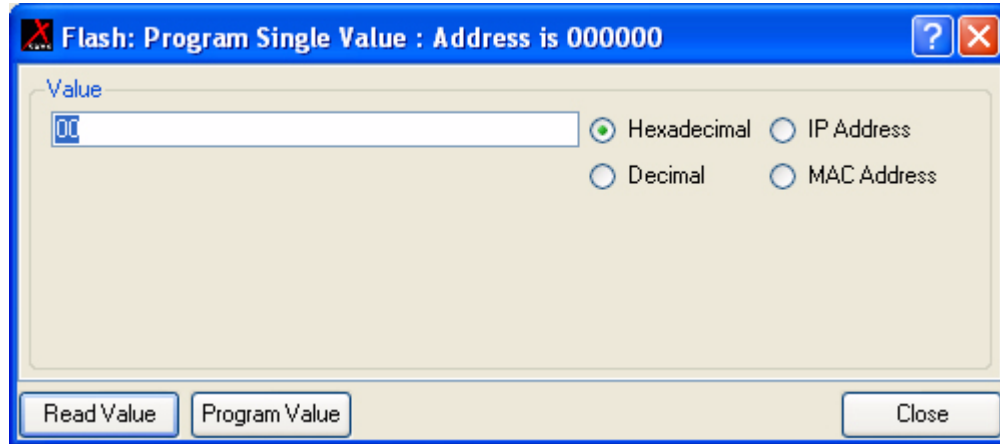 Flash: Program Single Value : Address is 000000
?
Value
00
Hexadecimal
IP Address
Decimal
MAC Address
Read Value
Program Value
Close